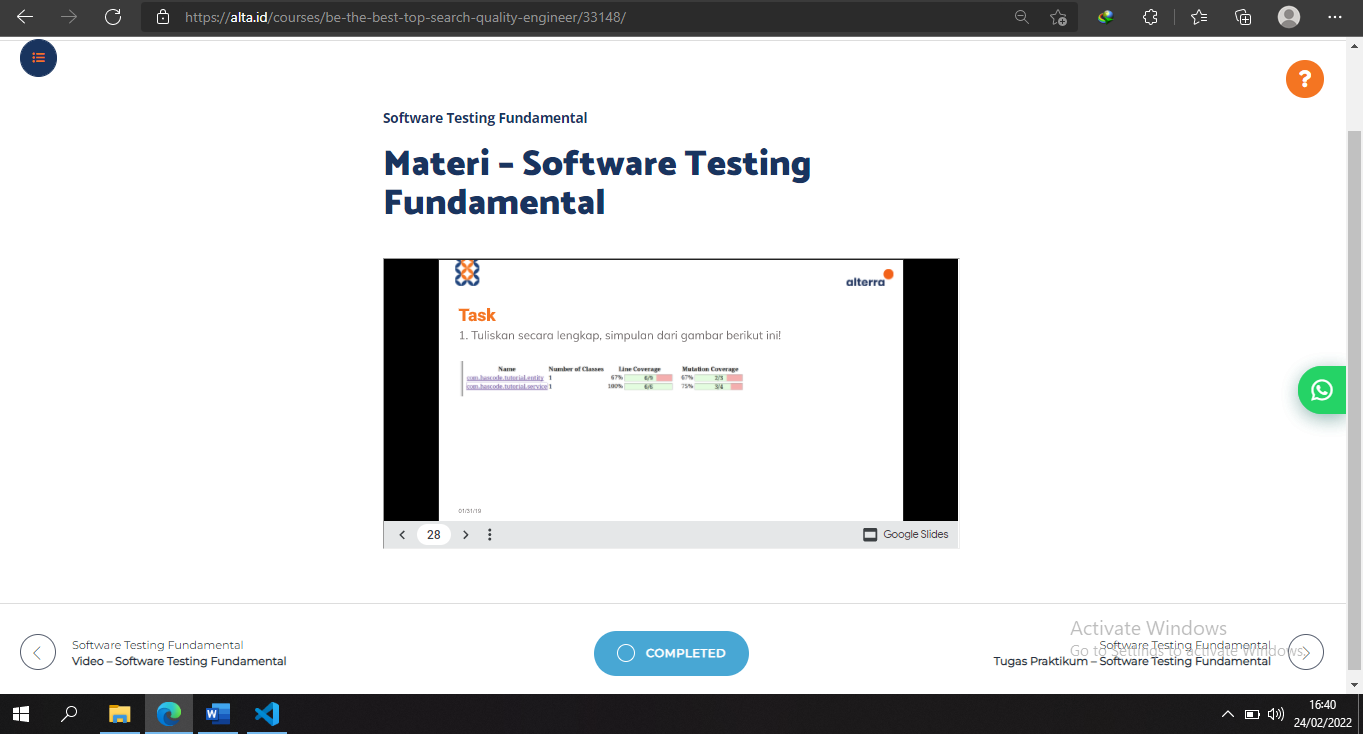 https://alta.id/courses/be-the-best-top-search-quality-engineer/33148/
?
Software Testing Fundamental
Materi – Software Testing
Fundamental
alterra
Task
1. Tuliskan secara lengkap, simpulan dari gambar berikut ini!
Name Number of Classes Line Coverage Mutation Coverage
com.hascode.tutorial.entity 1 67% 6/9 67% 2/3
com.hascode.tutorial.service 1 100% 6/6 75% 3/4
01/31/19
28
Google Slides
Software Testing Fundamental
Video – Software Testing Fundamental
COMPLETED
Activate Windows
Go to Settings to activate Windows.
Software Testing Fundamental
Tugas Praktikum – Software Testing Fundamental
16:40
24/02/2022